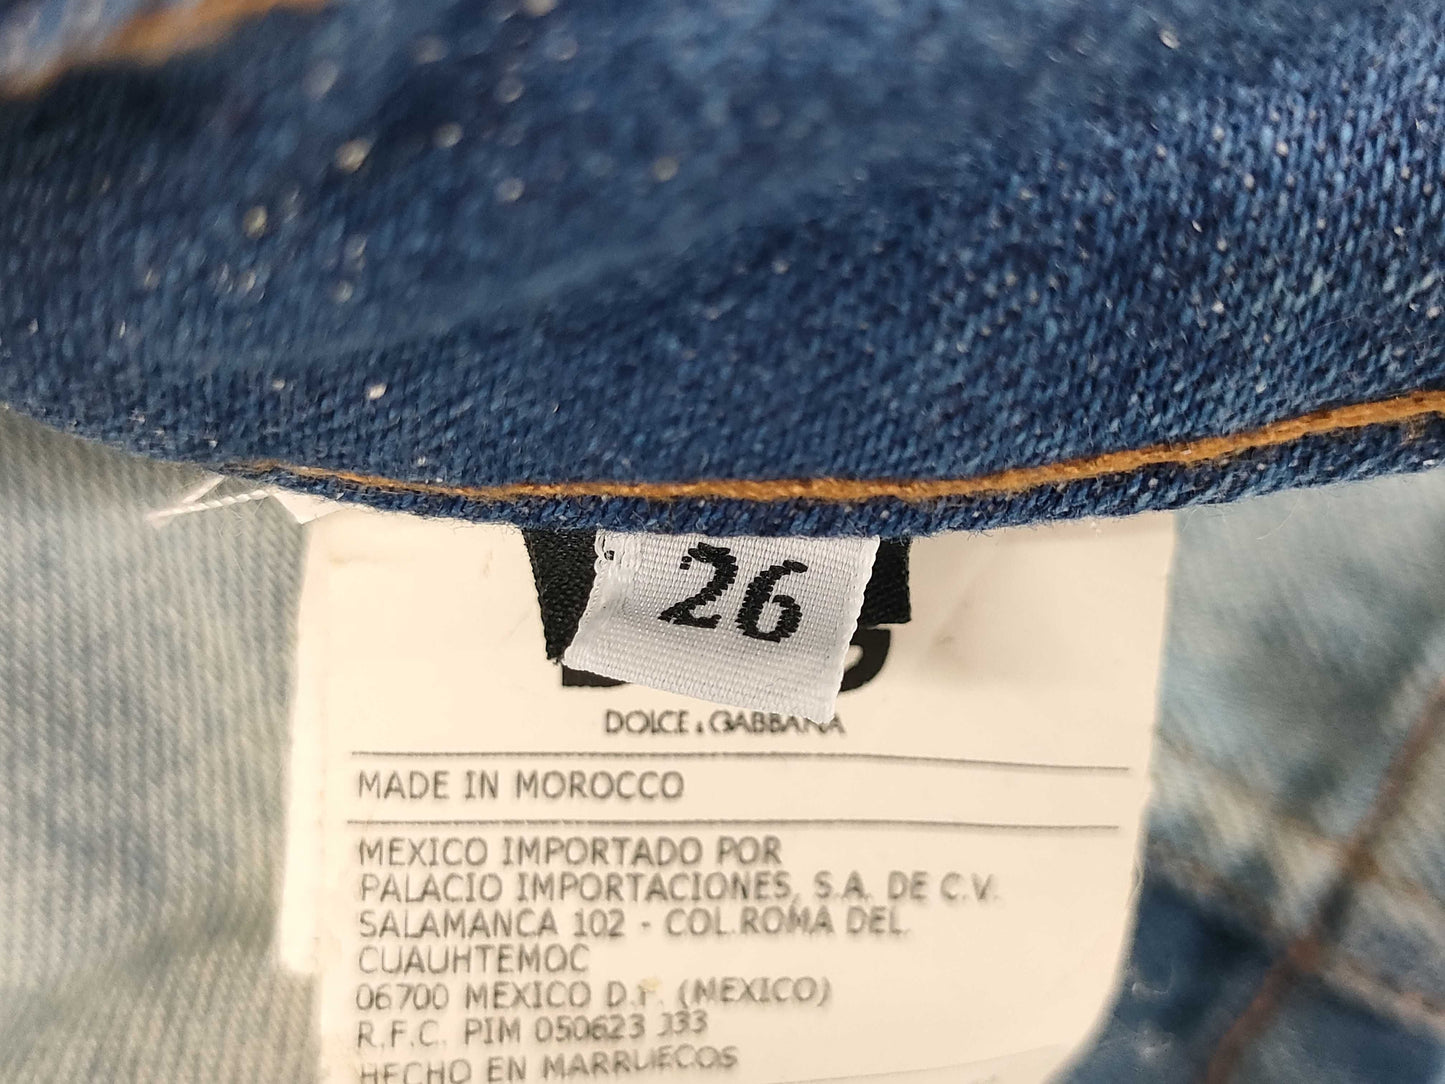 26
DOLCE & GABBANA
MADE IN MOROCCO
MEXICO IMPORTADO POR
PALACIO IMPORTACIONES, S.A. DE C.V.
SALAMANCA 102 - COL.ROMA DEL.
CUAUHTEMOC
06700 MEXICO D.F. (MEXICO)
R.F.C. PIM 050623 J33
HECHO EN MARRUECOS